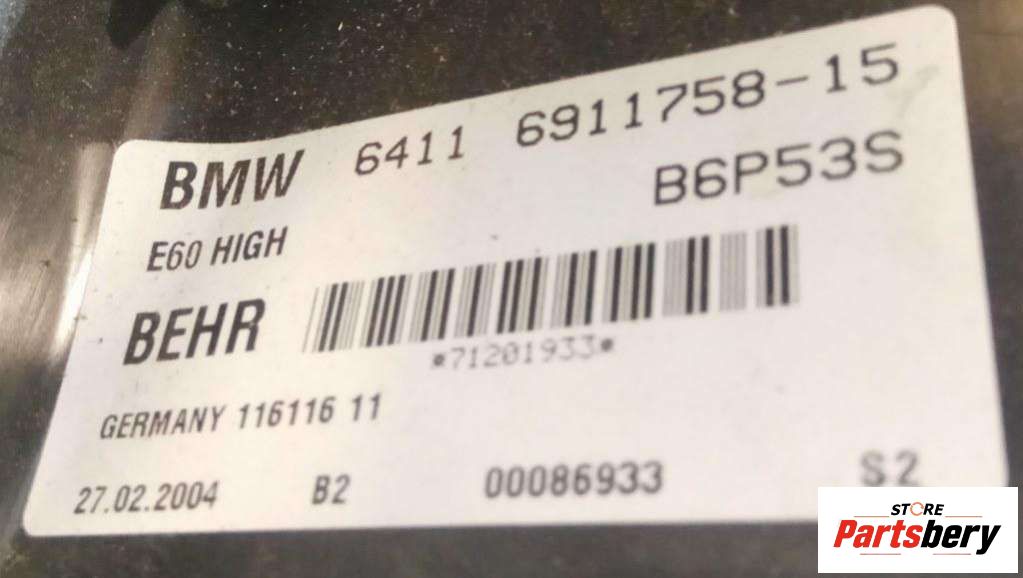 BMW 6411 6911758-15
B6P53S
E60 HIGH
BEHR
*71201933*
GERMANY 116116 11
27.02.2004 B2 00086933 S2
STORE
Partsbery